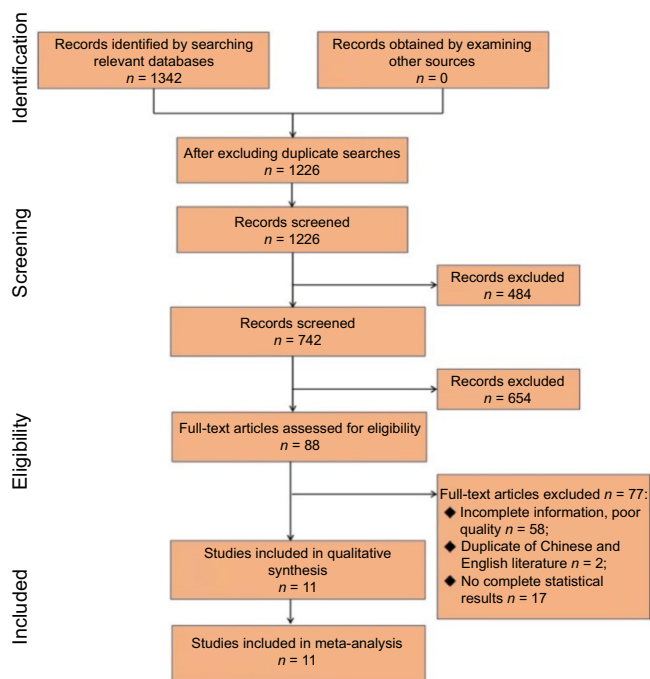 Identification
Records identified by searching
relevant databases
n = 1342
Records obtained by examining
other sources
n = 0
After excluding duplicate searches
n = 1226
Screening
Records screened
n = 1226
Records excluded
n = 484
Records screened
n = 742
Records excluded
n = 654
Eligibility
Full-text articles assessed for eligibility
n = 88
Full-text articles excluded n = 77:
◆ Incomplete information, poor
quality n = 58;
◆ Duplicate of Chinese and
English literature n = 2;
◆ No complete statistical
results n = 17
Included
Studies included in qualitative
synthesis
n = 11
Studies included in meta-analysis
n = 11